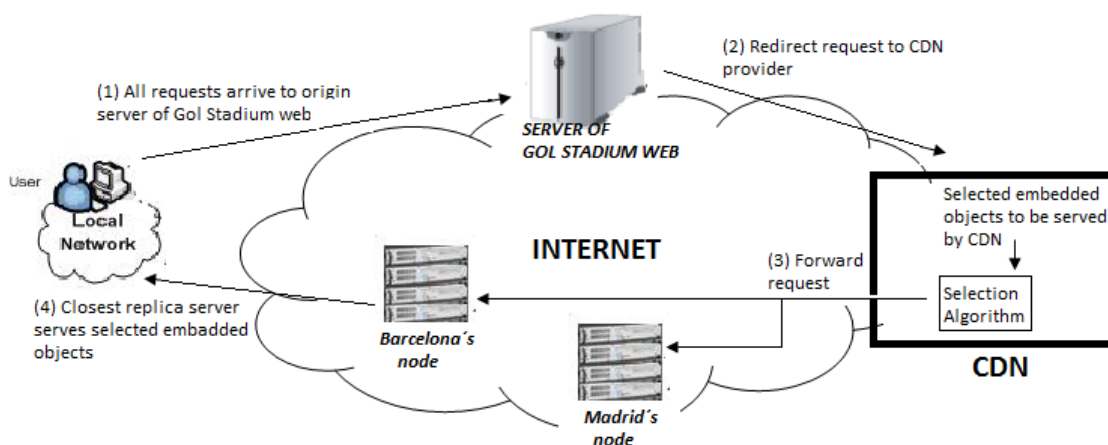 (1) All requests arrive to origin
server of Gol Stadium web
(2) Redirect request to CDN
provider
SERVER OF
GOL STADIUM WEB
User
Local
Network
Selected embedded
objects to be served
by CDN
INTERNET
(3) Forward
request
Selection
Algorithm
(4) Closest replica server
serves selected embadded
objects
Barcelona´s
node
CDN
Madrid´s
node